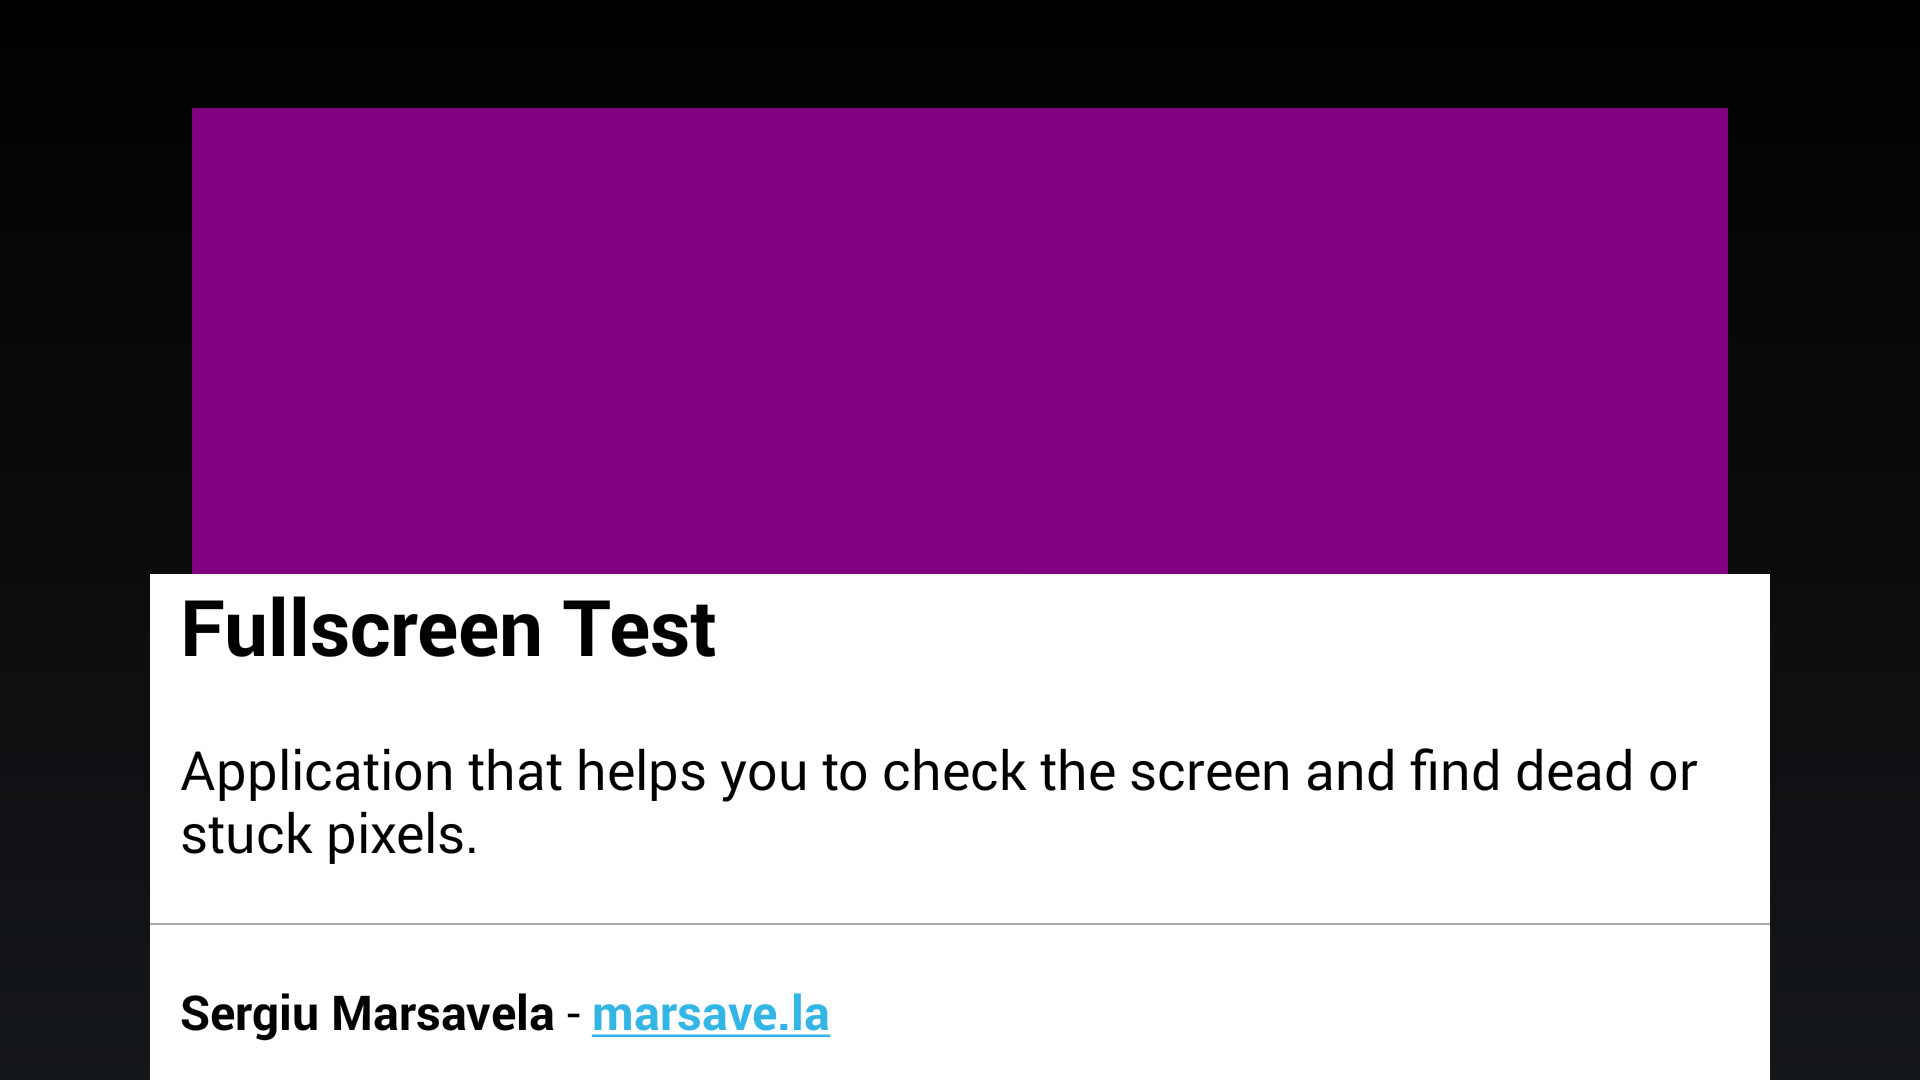 Fullscreen Test
Application that helps you to check the screen and find dead or
stuck pixels.
Sergiu Marsavela - marsave.la